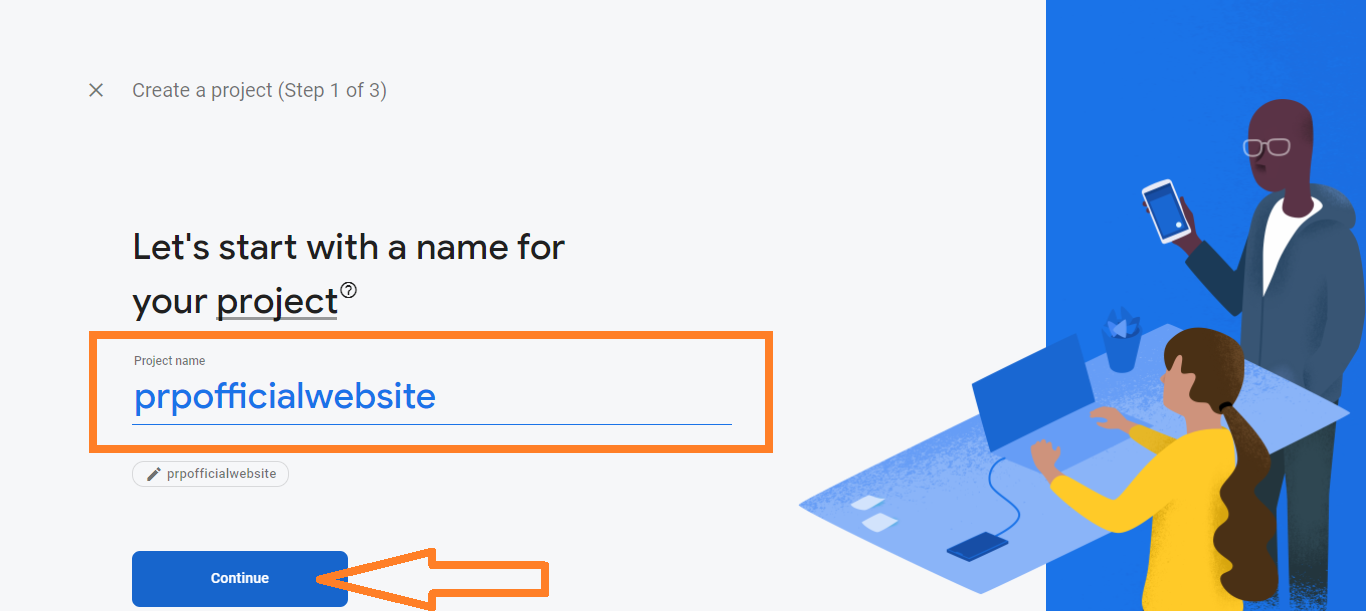 Create a project (Step 1 of 3)
Let's start with a name for
your project
Project name
prpofficialwebsite
prpofficialwebsite
Continue